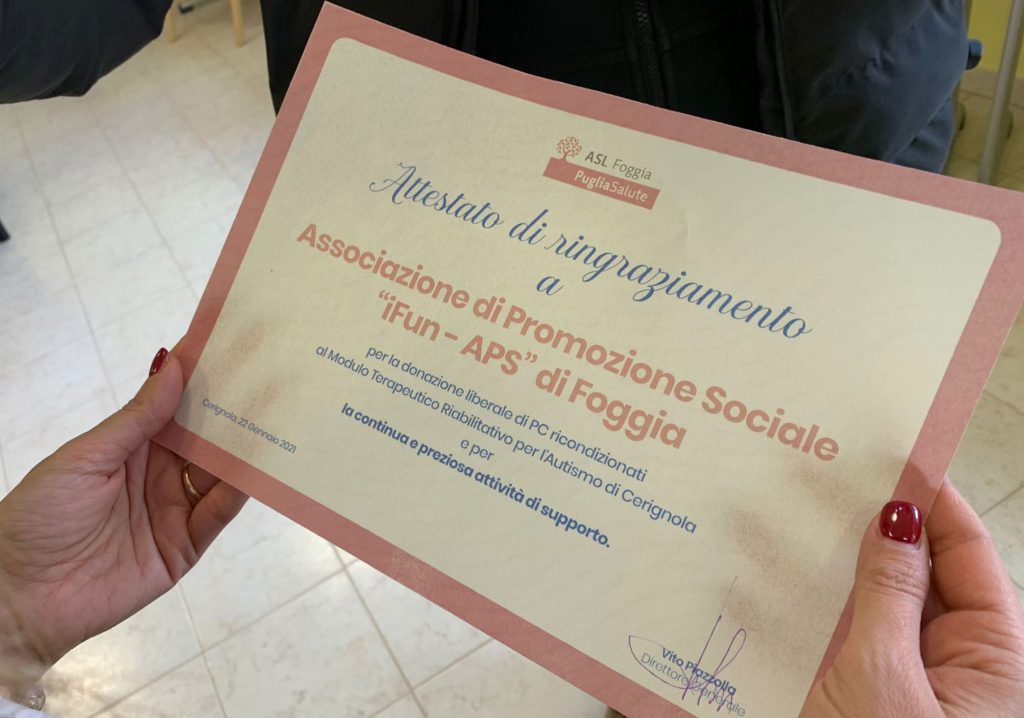 ASL Foggia
PugliaSalute
Attestato di ringraziamento
a
Associazione di Promozione Sociale
“iFun - APS” di Foggia
per la donazione liberale di PC ricondizionati
al Modulo Terapeutico Riabilitativo per l'Autismo di Cerignola
e per
la continua e preziosa attività di supporto.
Cerignola, 22 Gennaio 2021
Vito Piazzolla
Direttore Generale